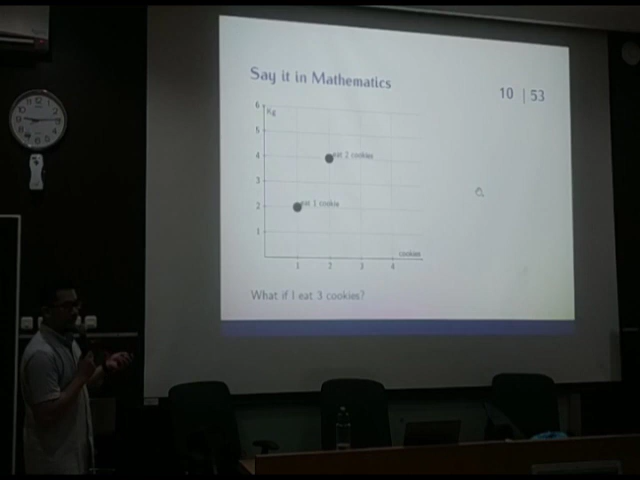 Say it in Mathematics
10 | 53
6
Kg
5
4
eat 2 cookies
3
2
eat 1 cookie
1
cookies
1 2 3 4
What if I eat 3 cookies?